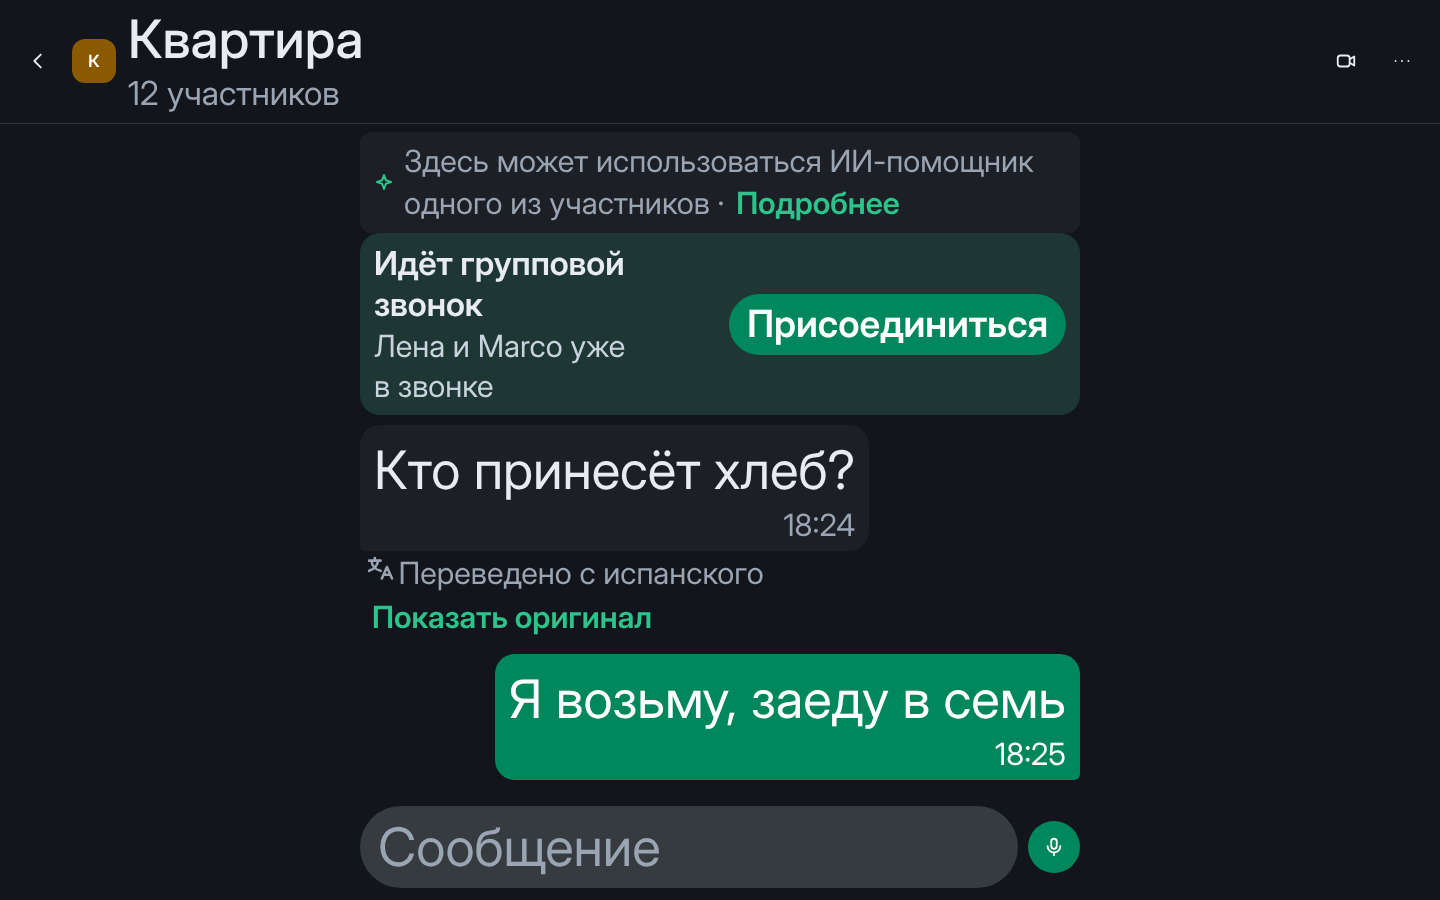 К
Квартира
12 участников
Здесь может использоваться ИИ-помощник
одного из участников · Подробнее
Идёт групповой
звонок
Лена и Marco уже
в звонке
Присоединиться
Кто принесёт хлеб?
18:24
Переведено с испанского
Показать оригинал
Я возьму, заеду в семь
18:25
Сообщение